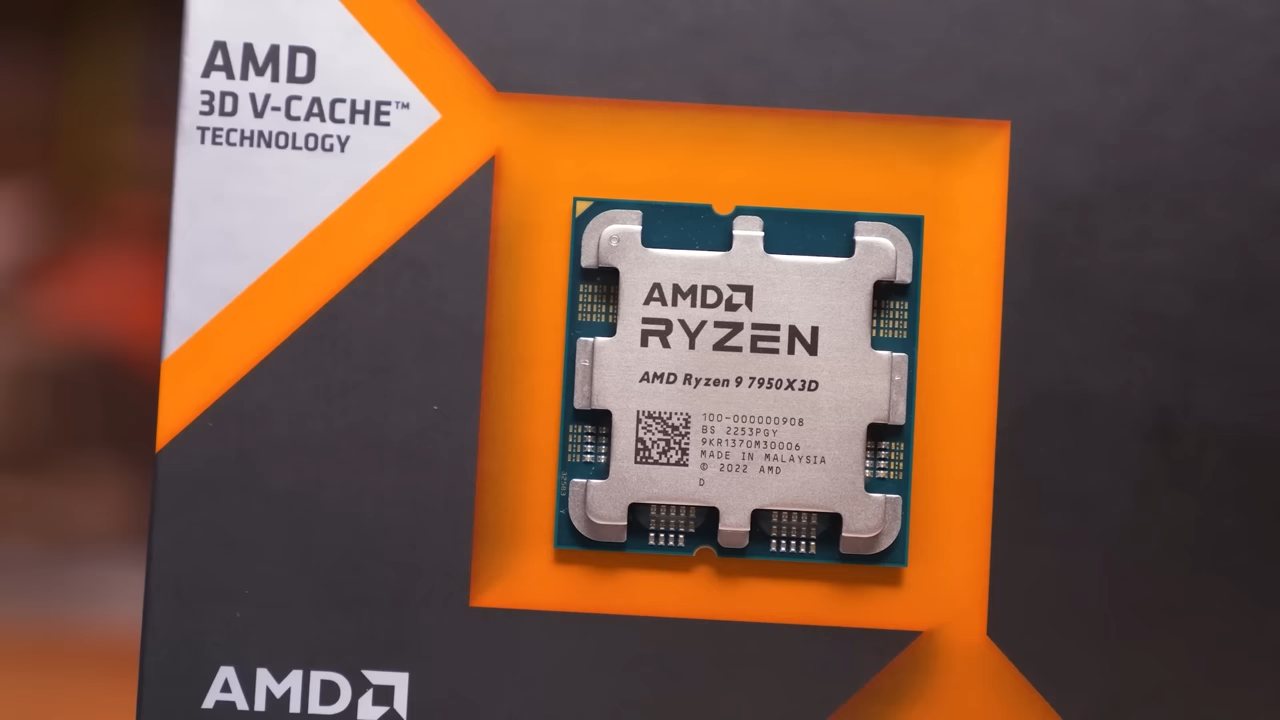 AMD
3D V-CACHE™
TECHNOLOGY
AMD
RYZEN
AMD Ryzen 9 7950X3D
100-000000908
BS 2253PGY
9KR1370M30006
MADE IN MALAYSIA
© 2022 AMD
D
AMD